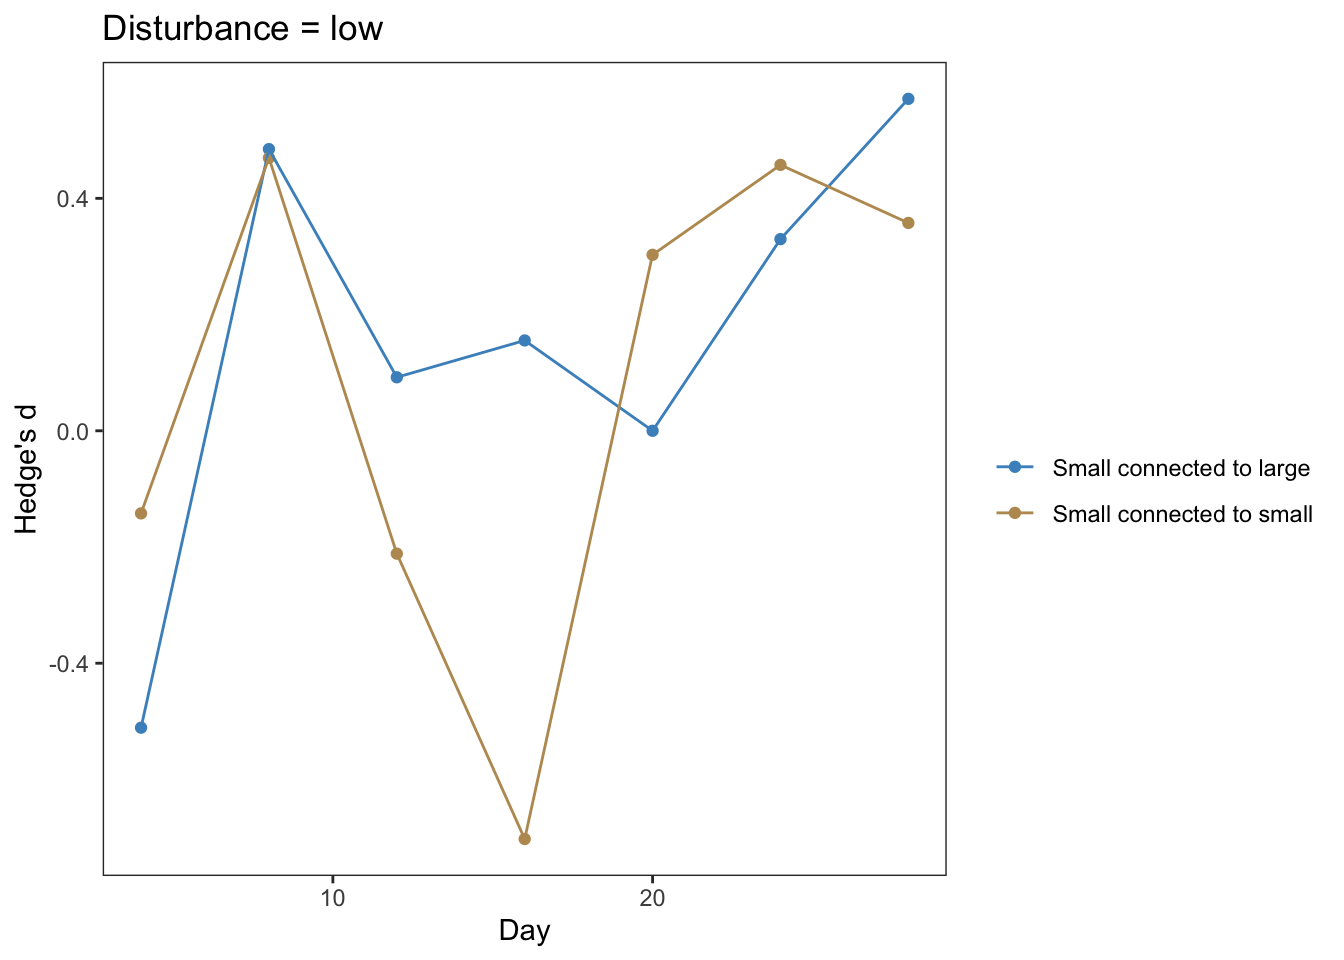 Disturbance = low
Hedge's d
0.4
0.0
-0.4
10
20
Day
Small connected to large
Small connected to small